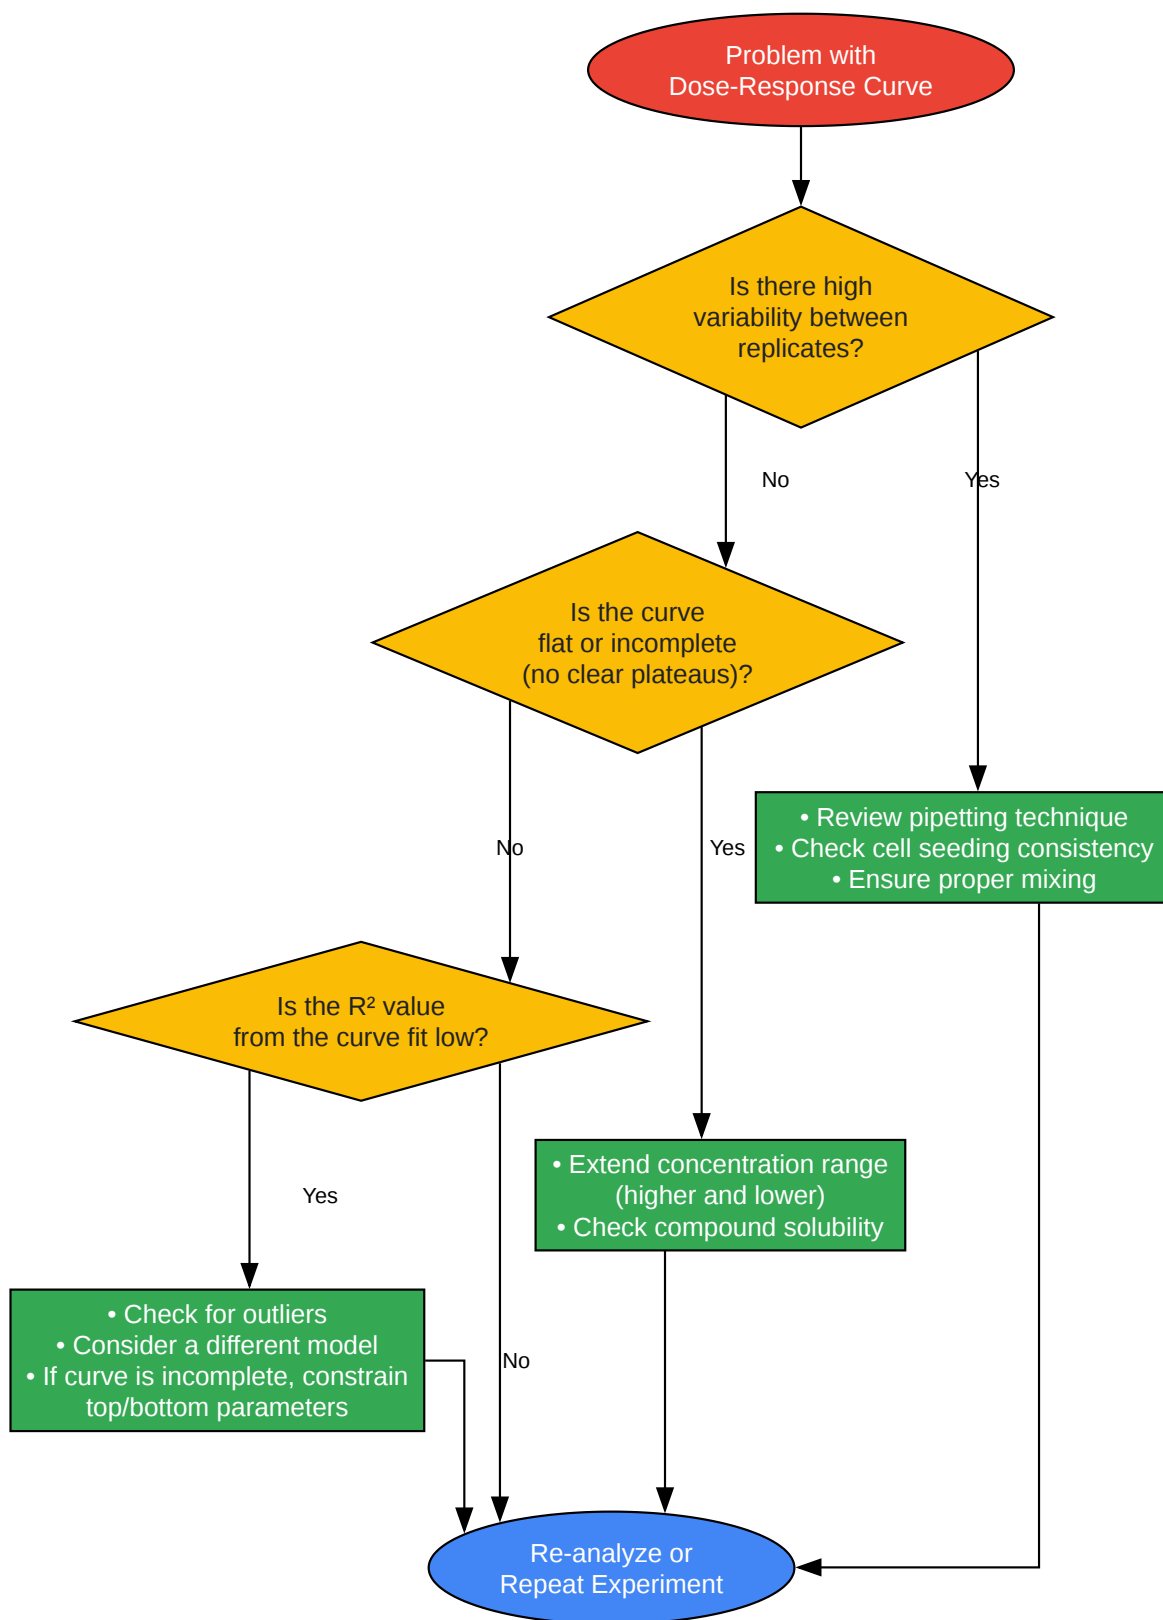 Problem with
Dose-Response Curve
Is there high
variability between
replicates?
No
Yes
Is the curve
flat or incomplete
(no clear plateaus)?
• Review pipetting technique
• Check cell seeding consistency
• Ensure proper mixing
No
Yes
Is the R² value
from the curve fit low?
• Extend concentration range
(higher and lower)
• Check compound solubility
Yes
• Check for outliers
• Consider a different model
• If curve is incomplete, constrain
top/bottom parameters
No
Re-analyze or
Repeat Experiment